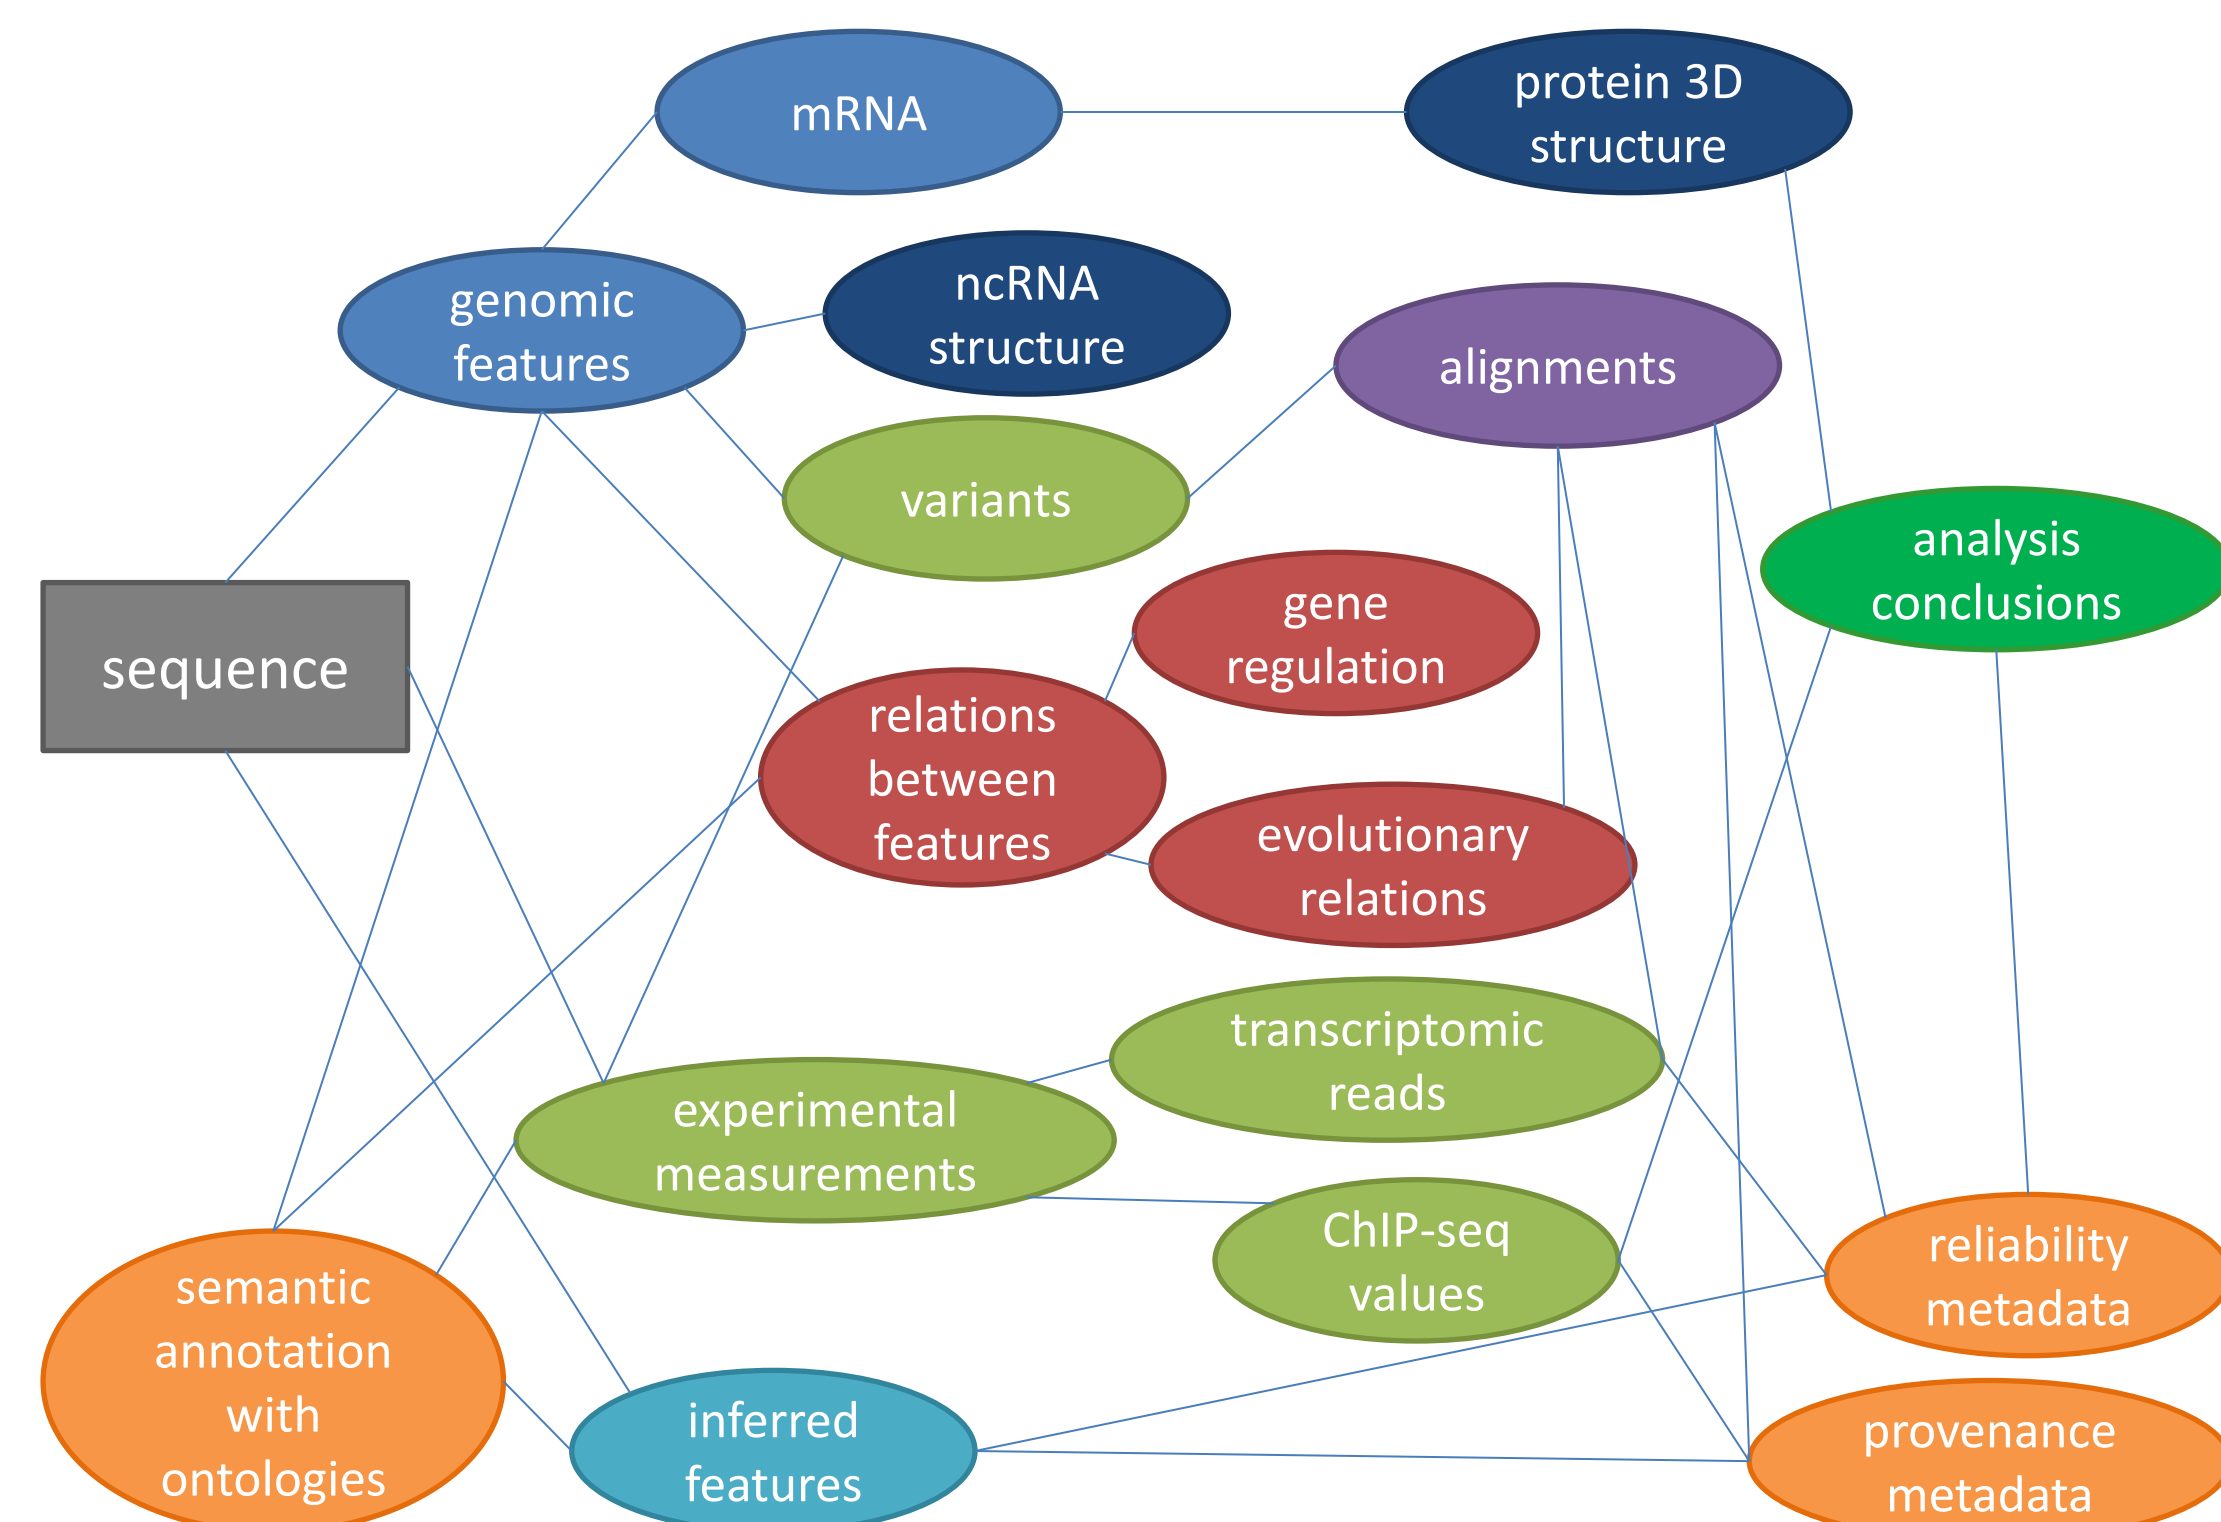 mRNA
protein 3D
structure
genomic
features
ncRNA
structure
alignments
variants
analysis
conclusions
gene
regulation
sequence
relations
between
features
evolutionary
relations
transcriptomic
reads
experimental
measurements
ChIP-seq
values
reliability
metadata
semantic
annotation
with
ontologies
inferred
features
provenance
metadata